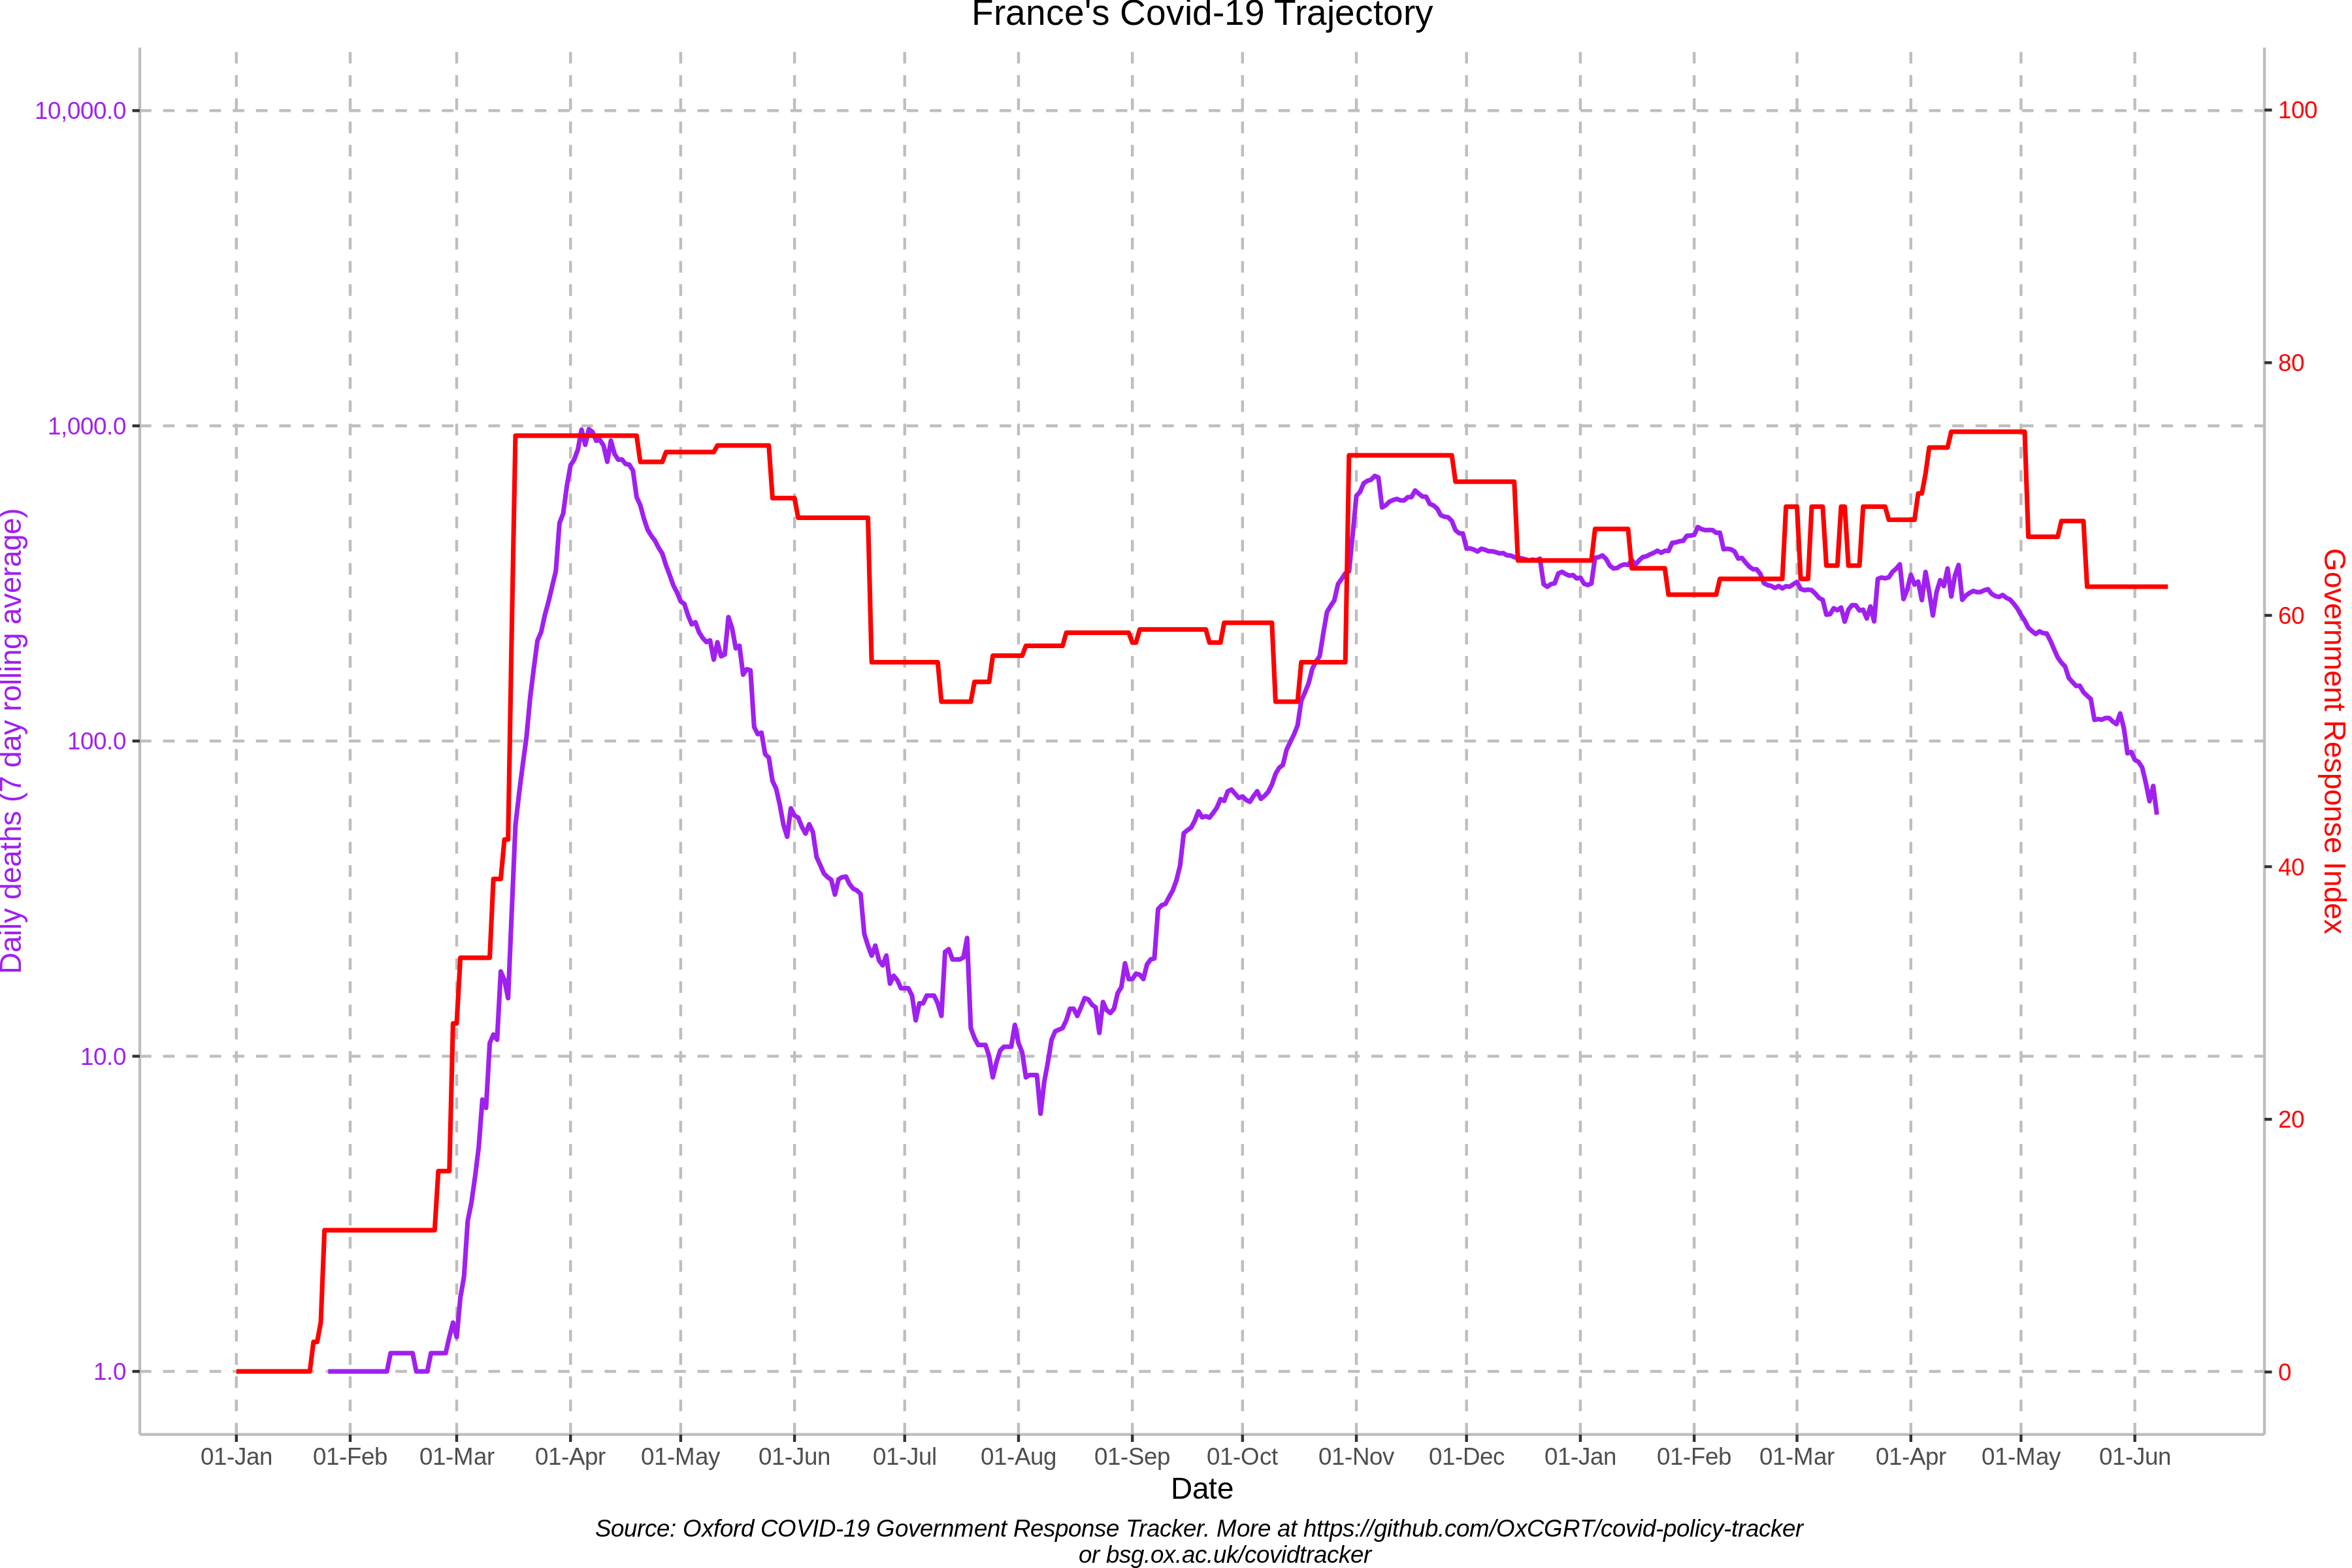 France's Covid-19 Trajectory
10,000.0
1,000.0
100.0
10.0
1.0
Daily deaths (7 day rolling average)
100
80
60
40
20
0
Government Response Index
01-Jan 01-Feb 01-Mar 01-Apr 01-May 01-Jun 01-Jul 01-Aug 01-Sep 01-Oct 01-Nov 01-Dec 01-Jan 01-Feb 01-Mar 01-Apr 01-May 01-Jun
Date
Source: Oxford COVID-19 Government Response Tracker. More at https://github.com/OxCGRT/covid-policy-tracker
or bsg.ox.ac.uk/covidtracker